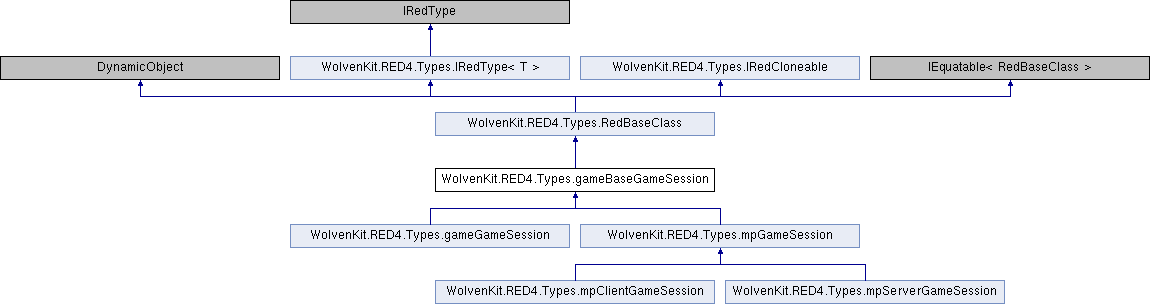 IRedType
DynamicObject
WolvenKit.RED4.Types.IRedType< T >
WolvenKit.RED4.Types.IRedCloneable
IEquatable< RedBaseClass >
WolvenKit.RED4.Types.RedBaseClass
WolvenKit.RED4.Types.gameBaseGameSession
WolvenKit.RED4.Types.gameGameSession
WolvenKit.RED4.Types.mpGameSession
WolvenKit.RED4.Types.mpClientGameSession
WolvenKit.RED4.Types.mpServerGameSession